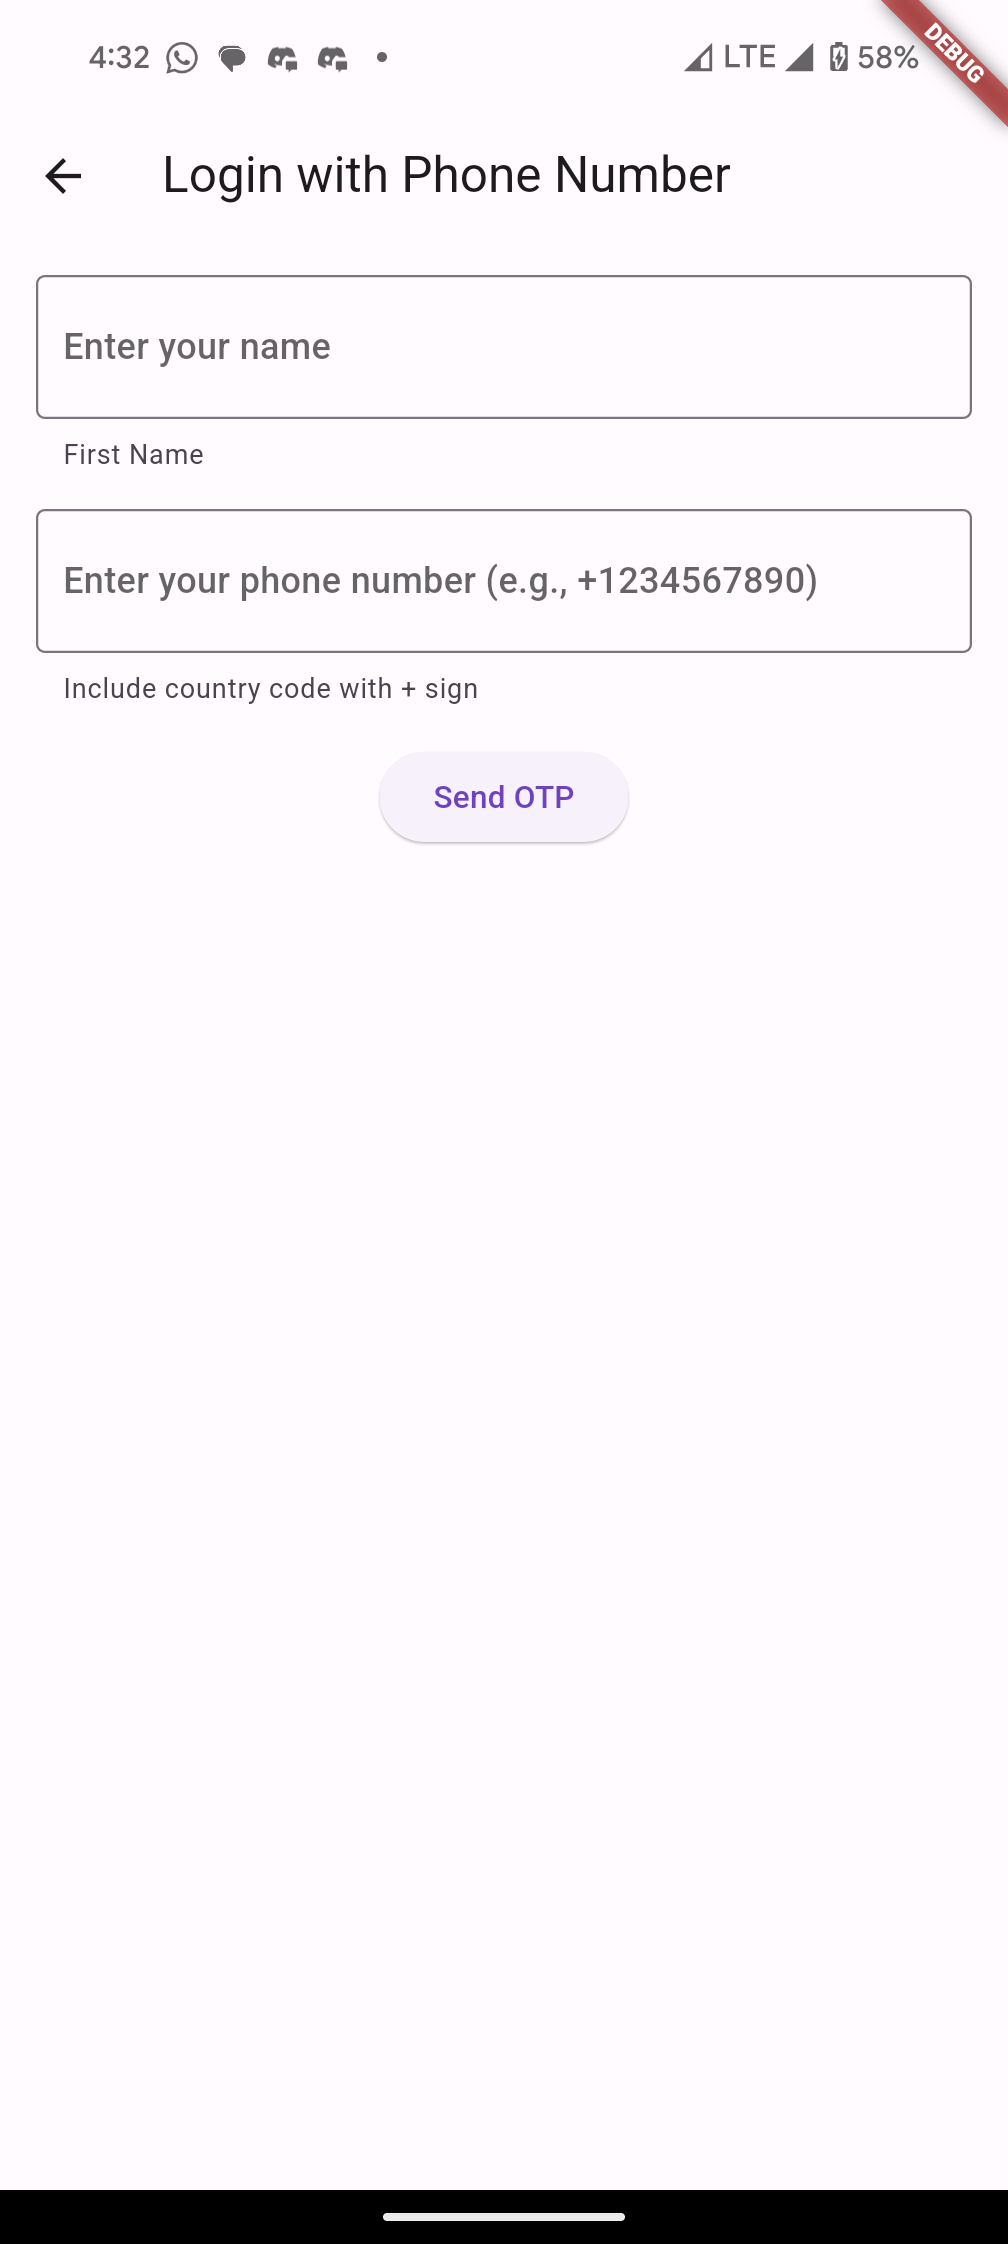 4:32 LTE 58%
DEBUG
Login with Phone Number
Enter your name
First Name
Enter your phone number (e.g., +1234567890)
Include country code with + sign
Send OTP